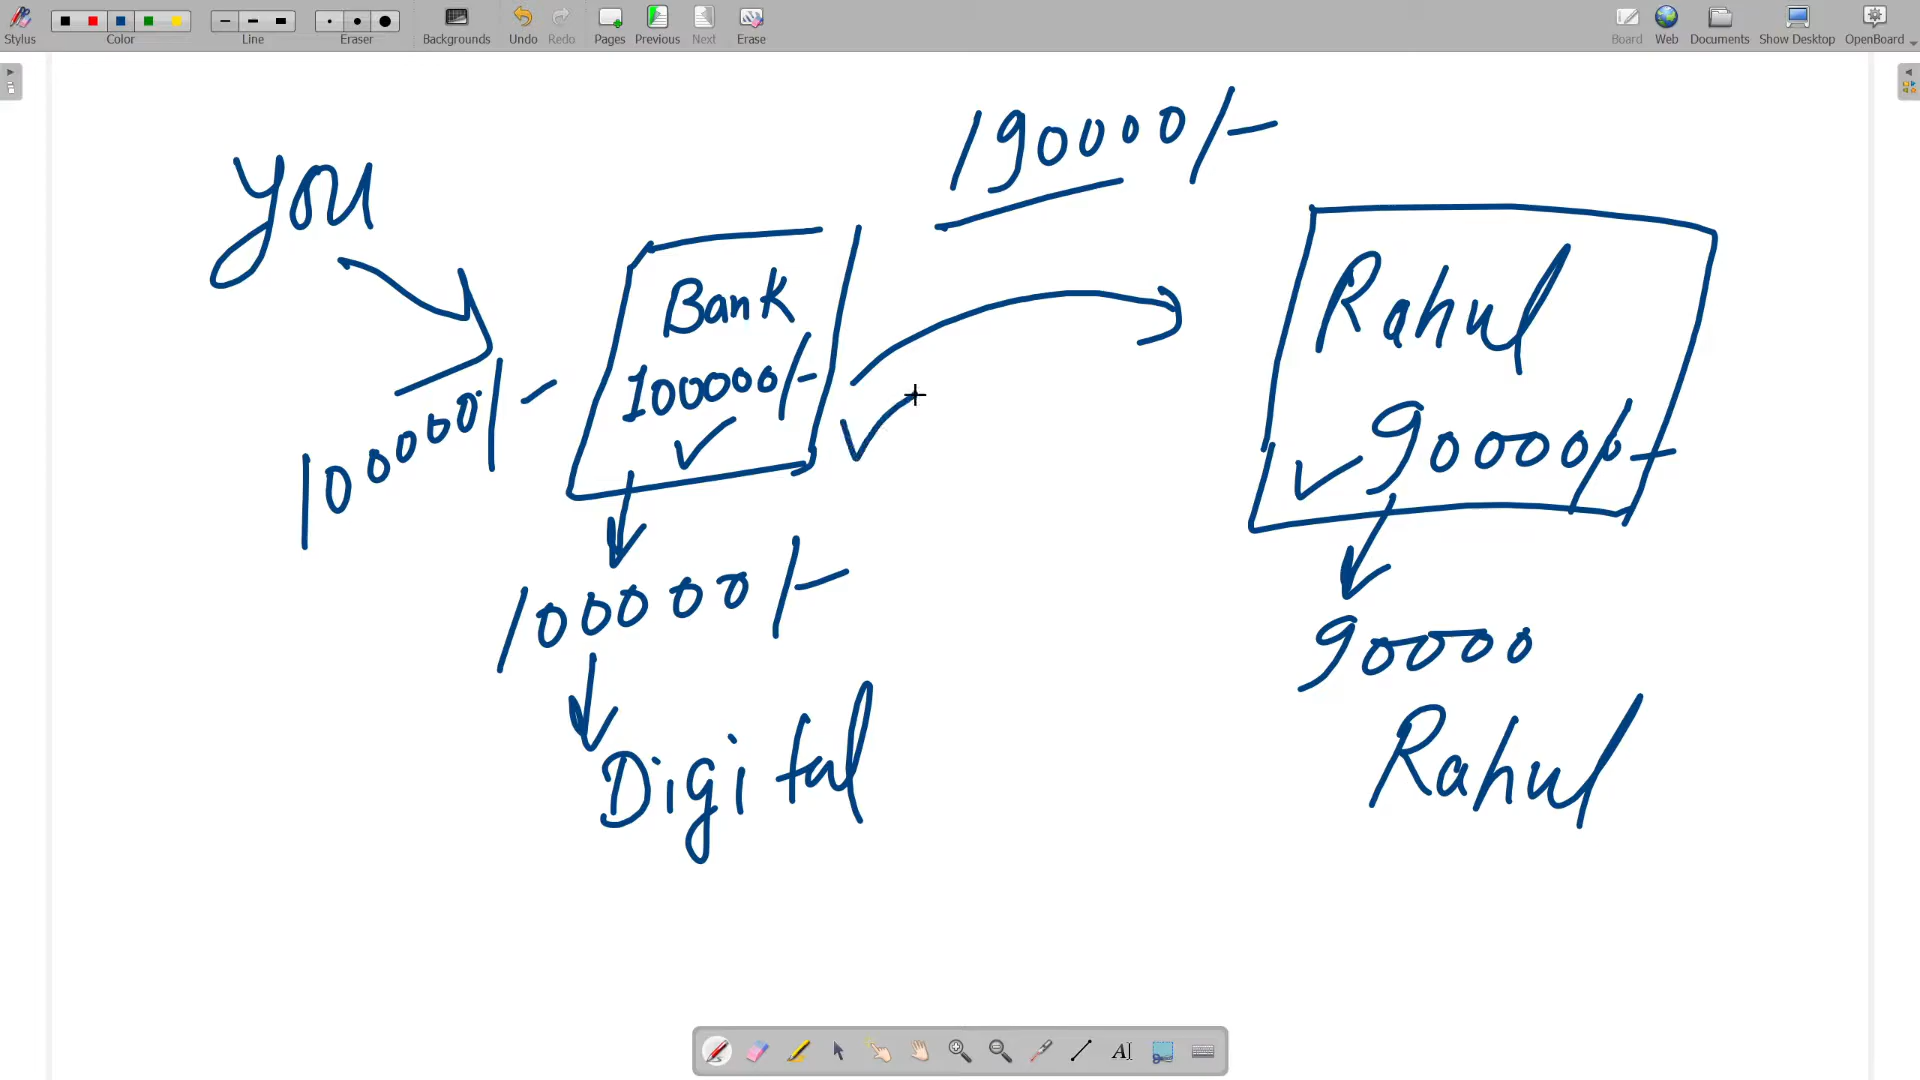 Stylus
Color
Line
Eraser
Backgrounds
Undo
Redo
Pages
Previous
Next
Erase
Board
Web
Documents
Show Desktop
OpenBoard
190000/-
you
100000/-
Bank
100000/-
100000/-
Digital
Rahul
90000/-
90000
Rahul